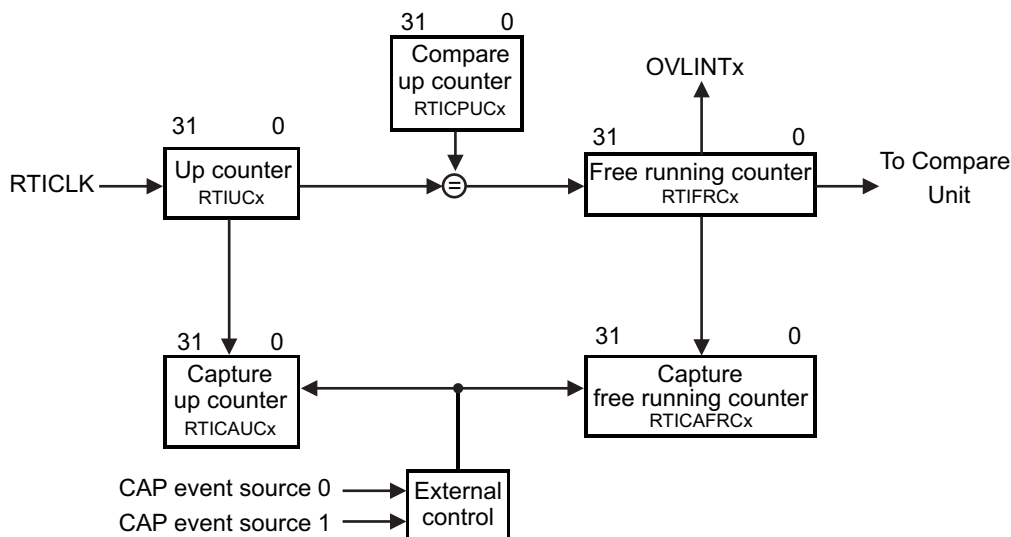 31 0
Compare
up counter
RTICPUCx
OVLINTx
31 0
Up counter
RTIUCx
RTICLK
=
31 0
Free running counter
RTIFRCx
To Compare
Unit
31 0
Capture
up counter
RTICAUCx
31 0
Capture
free running counter
RTICAFRCx
CAP event source 0
CAP event source 1
External
control